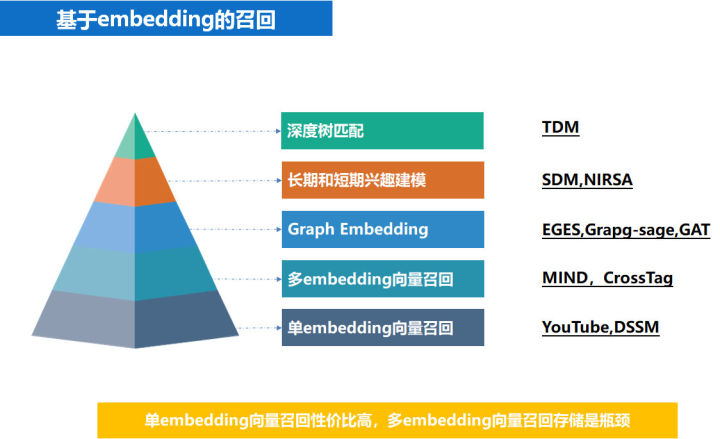 基于embedding的召回
深度树匹配 TDM
长期和短期兴趣建模 SDM,NIRSA
Graph Embedding EGES,Grapg-sage,GAT
多embedding向量召回 MIND，CrossTag
单embedding向量召回 YouTube,DSSM
单embedding向量召回性价比高，多embedding向量召回存储是瓶颈